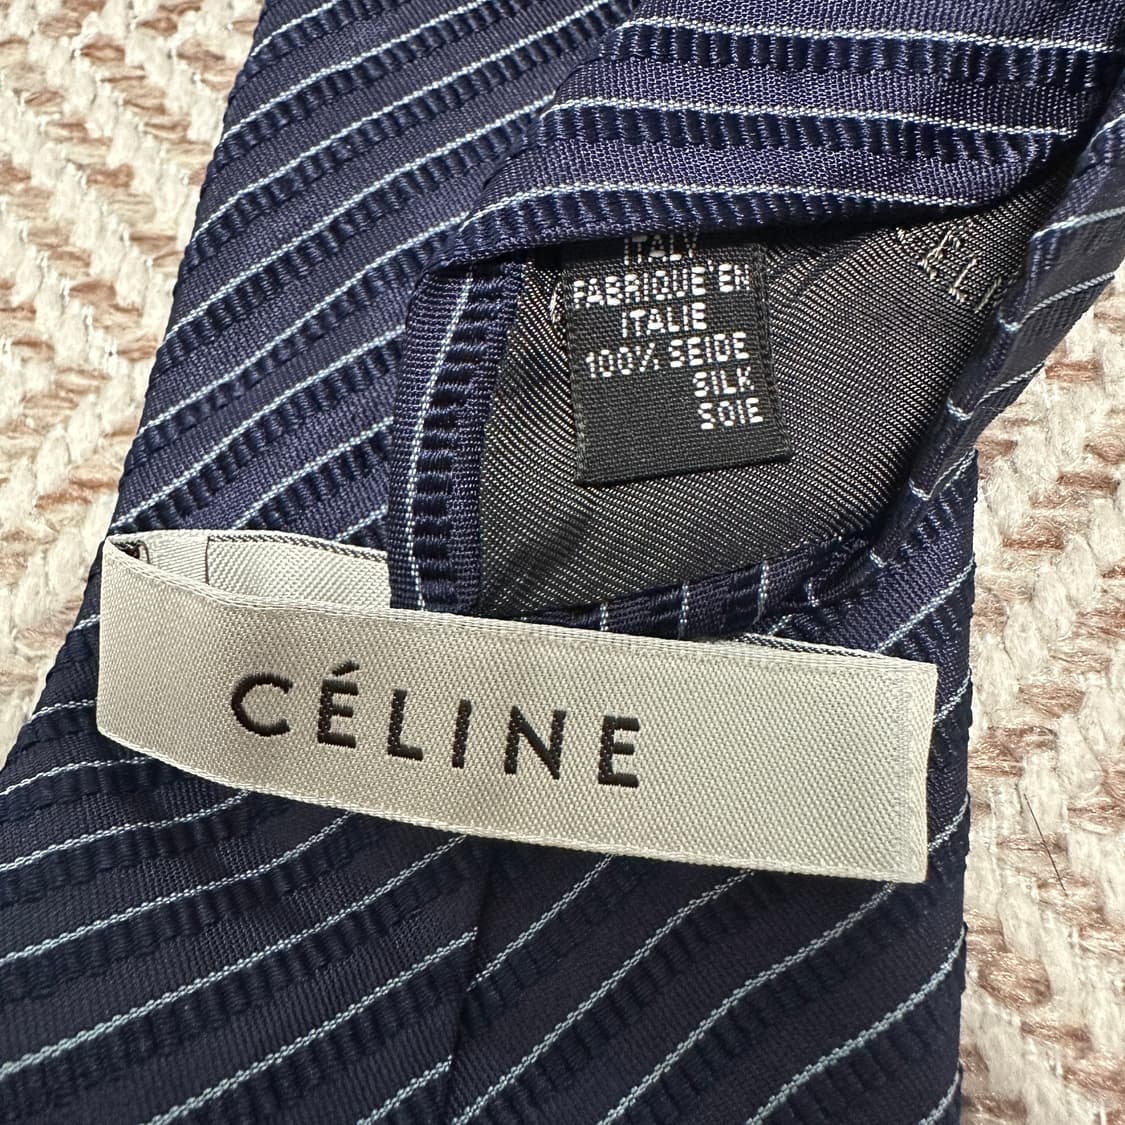 ITALY
FABRIQUE EN
ITALIE
100% SEIDE
SILK
SOIE
CÉLINE